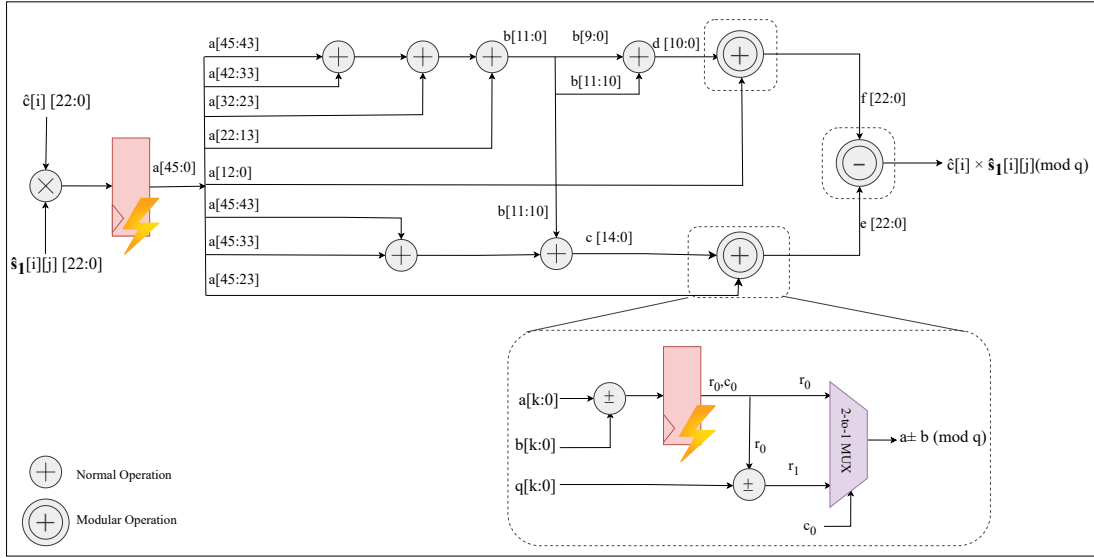 a[45:43]
a[42:33]
a[32:23]
a[22:13]
a[12:0]
a[45:43]
a[45:33]
a[45:23]
b[11:0]
b[9:0]
d [10:0]
b[11:10]
b[11:10]
c [14:0]
ĉ[i] [22:0]
×
a[45:0]
ŝ1[i][j] [22:0]
+
+
+
+
+
+
+
+
f [22:0]
−
e [22:0]
ĉ[i] × ŝ1[i][j](mod q)
a[k:0]
b[k:0]
q[k:0]
±
r0,c0
r0
r0
±
r1
2-to-1 MUX
c0
a± b (mod q)
+
Normal Operation
+
Modular Operation